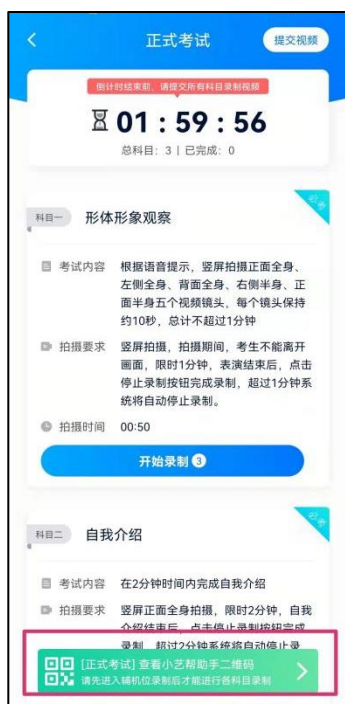 正式考试
提交视频
倒计时结束前，请提交所有科目录制视频
01 : 59 : 56
总科目: 3 | 已完成: 0
必考
科目一 形体形象观察
考试内容 根据语音提示，竖屏拍摄正面全身、
左侧全身、背面全身、右侧半身、正
面半身五个视频镜头，每个镜头保持
约10秒，总计不超过1分钟
拍摄要求 竖屏拍摄，拍摄期间，考生不能离开
画面，限时1分钟，表演结束后，点击
停止录制按钮完成录制，超过1分钟系
统将自动停止录制。
拍摄时间 00:50
开始录制 3
必考
科目二 自我介绍
考试内容 在2分钟时间内完成自我介绍
拍摄要求 竖屏正面全身拍摄，限时2分钟，自我
介绍结束后，点击停止录制按钮完成
录制，超过2分钟系统将自动停止录
[正式考试] 查看小艺帮助手二维码
请先进入辅机位录制后才能进行各科目录制